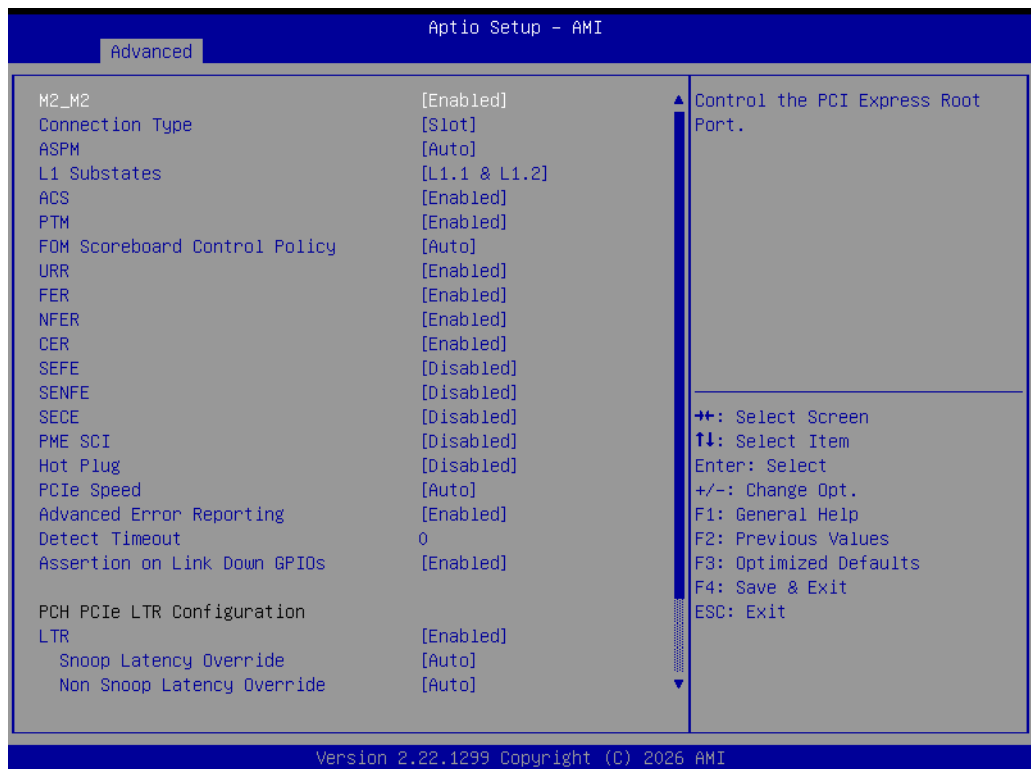 Aptio Setup – AMI
Advanced
M2_M2 [Enabled]
Connection Type [Slot]
ASPM [Auto]
L1 Substates [L1.1 & L1.2]
ACS [Enabled]
PTM [Enabled]
FOM Scoreboard Control Policy [Auto]
URR [Enabled]
FER [Enabled]
NFER [Enabled]
CER [Enabled]
SEFE [Disabled]
SENFE [Disabled]
SECE [Disabled]
PME SCI [Disabled]
Hot Plug [Disabled]
PCIe Speed [Auto]
Advanced Error Reporting [Enabled]
Detect Timeout 0
Assertion on Link Down GPIOs [Enabled]
PCH PCIe LTR Configuration
LTR [Enabled]
Snoop Latency Override [Auto]
Non Snoop Latency Override [Auto]
Control the PCI Express Root
Port.
→←: Select Screen
↑↓: Select Item
Enter: Select
+/-: Change Opt.
F1: General Help
F2: Previous Values
F3: Optimized Defaults
F4: Save & Exit
ESC: Exit
Version 2.22.1299 Copyright (C) 2026 AMI